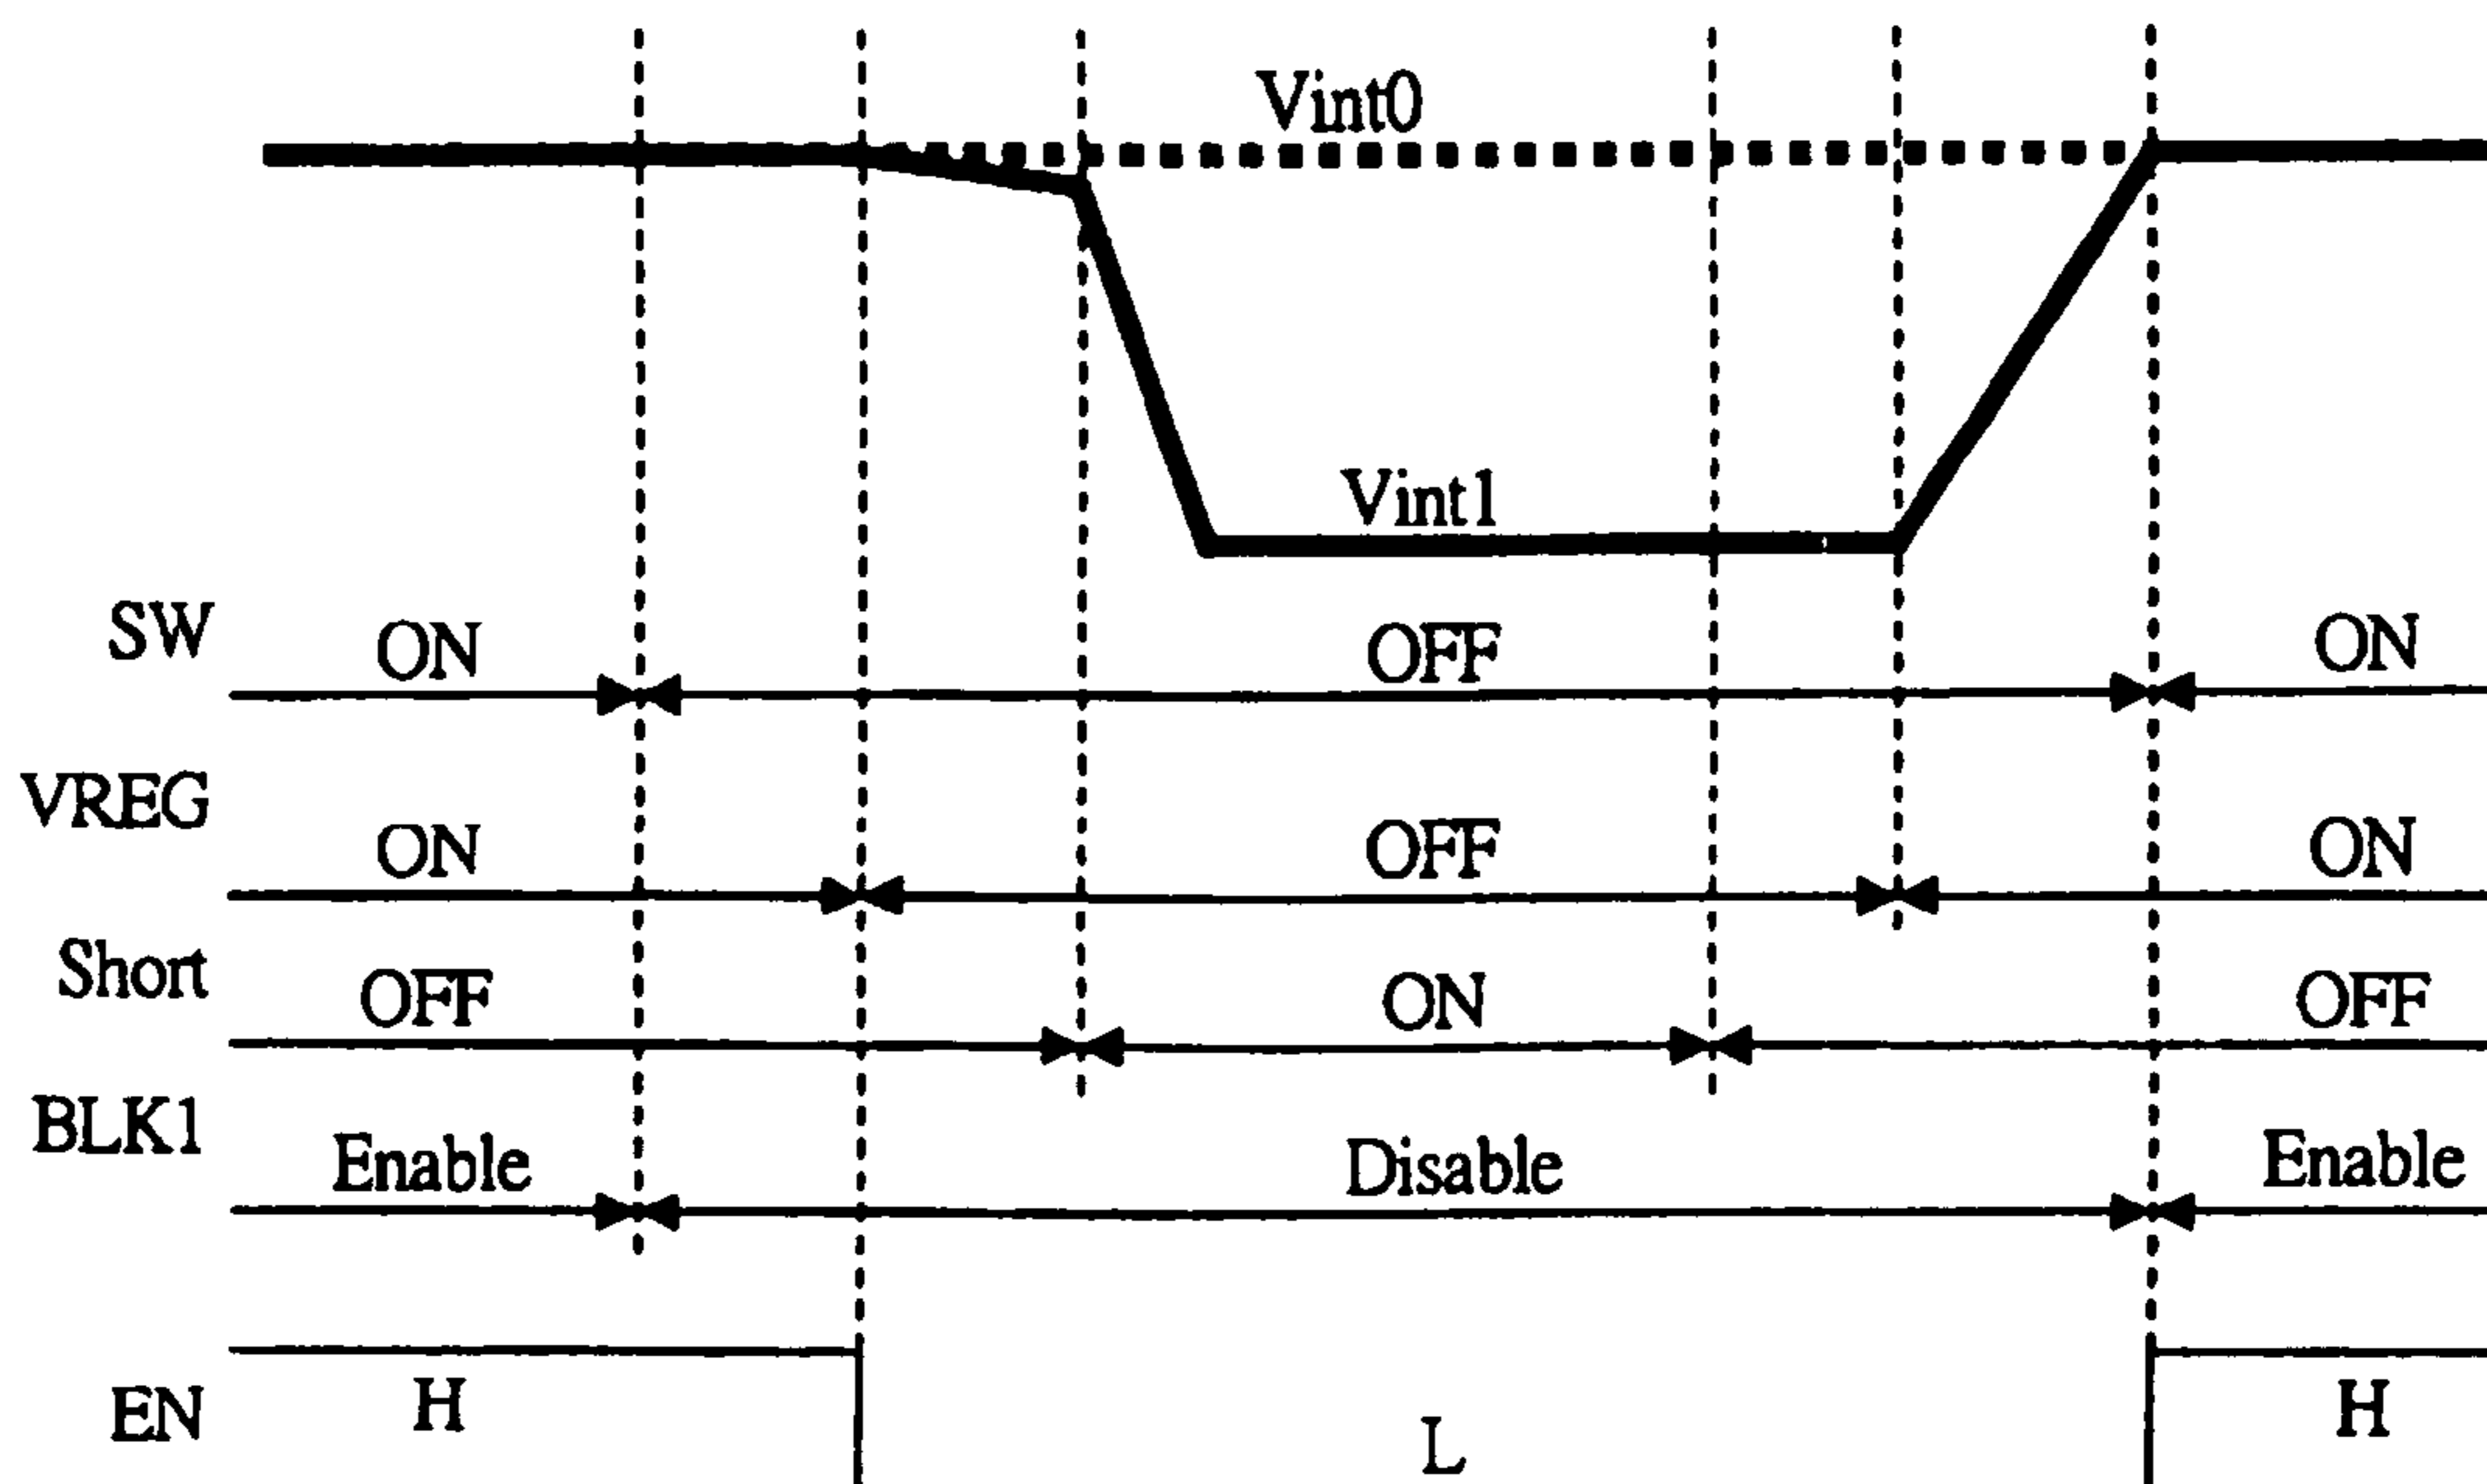 Vint0
Vint1
SW ON OFF ON
VREG ON OFF ON
Short OFF ON OFF
BLK1 Enable Disable Enable
EN H L H